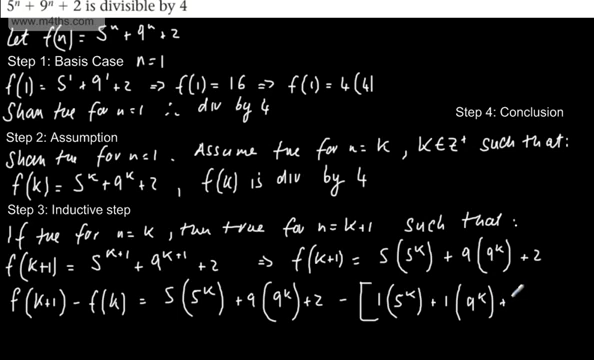 5ⁿ + 9ⁿ + 2 is divisible by 4
www.m4ths.com
Let f(n) = 5ⁿ + 9ⁿ + 2
Step 1: Basis Case n=1
f(1) = 5¹ + 9¹ + 2 => f(1) = 16 => f(1) = 4(4)
Shown true for n=1 ∴ div by 4
Step 4: Conclusion
Step 2: Assumption
Shown true for n=1. Assume true for n=k, k∈Z⁺ such that:
f(k) = 5ᵏ + 9ᵏ + 2, f(k) is div by 4
Step 3: Inductive step
If true for n=k, then true for n=k+1 such that:
f(k+1) = 5ᵏ⁺¹ + 9ᵏ⁺¹ + 2 => f(k+1) = 5(5ᵏ) + 9(9ᵏ) + 2
f(k+1) - f(k) = 5(5ᵏ) + 9(9ᵏ) + 2 - [1(5ᵏ) + 1(9ᵏ) +